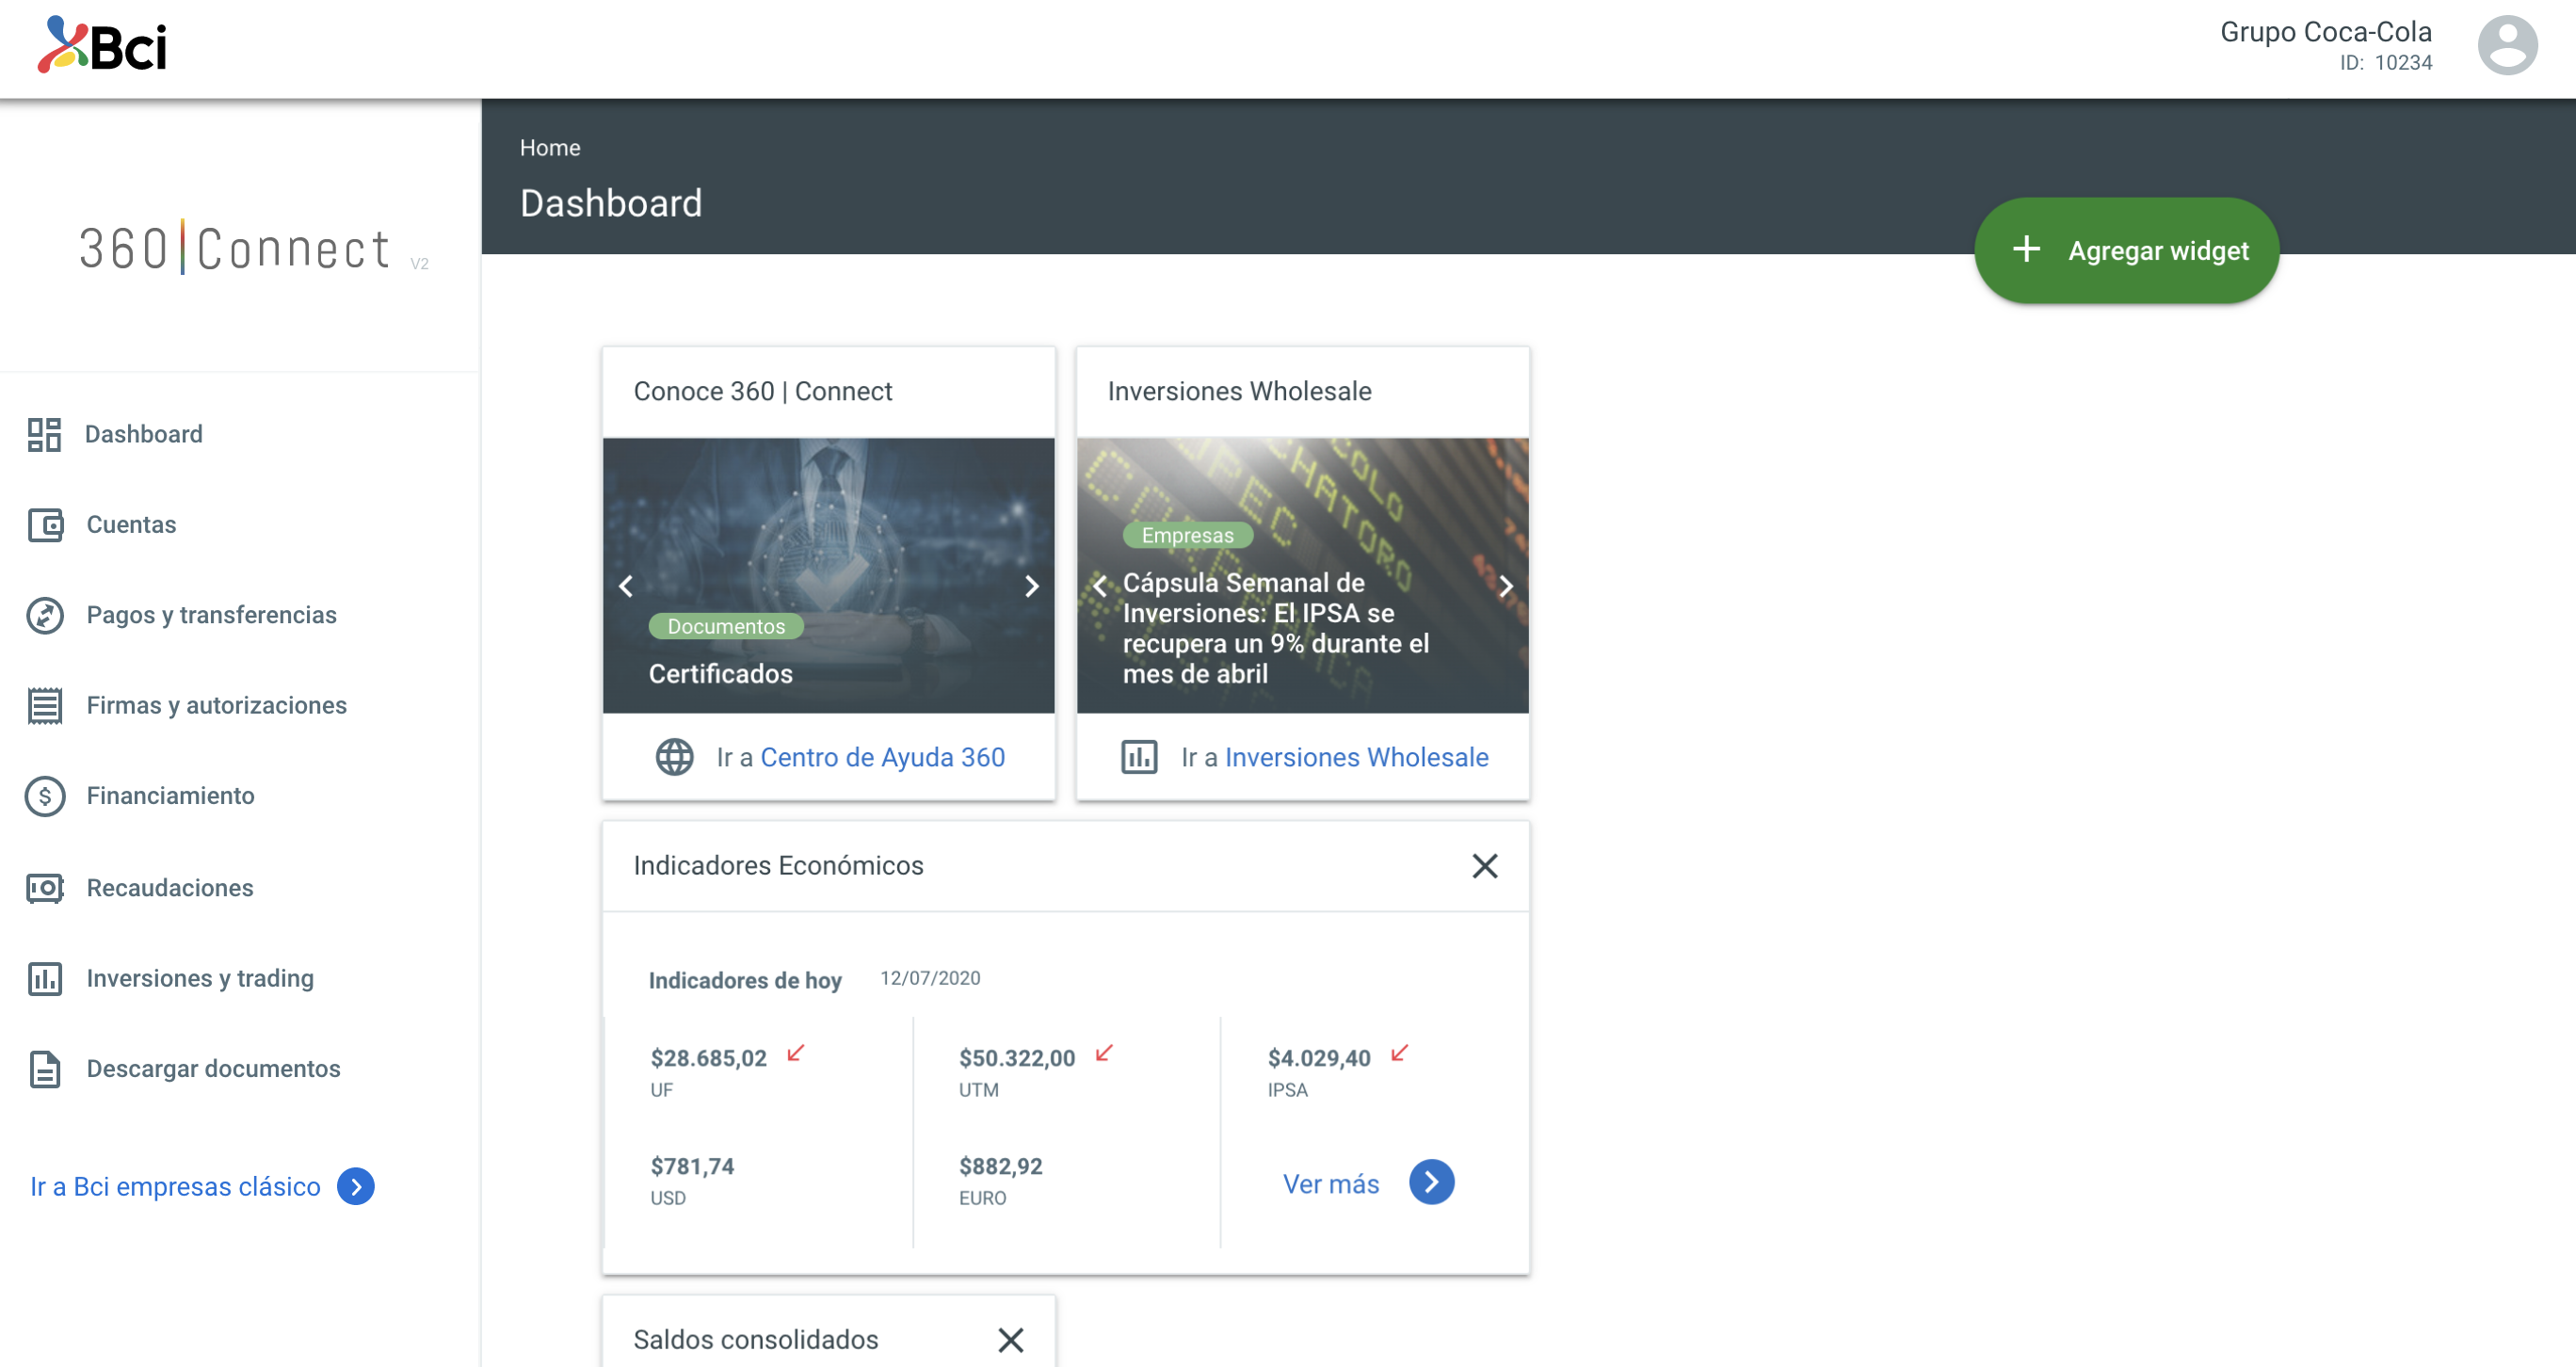 Bci
Grupo Coca-Cola
ID: 10234
360|Connect V2
Home
Dashboard
+ Agregar widget
Dashboard
Cuentas
Pagos y transferencias
Firmas y autorizaciones
Financiamiento
Recaudaciones
Inversiones y trading
Descargar documentos
Ir a Bci empresas clásico
Conoce 360 | Connect
Documentos
Certificados
Ir a Centro de Ayuda 360
Inversiones Wholesale
CHATORO
COLO
Empresas
Cápsula Semanal de
Inversiones: El IPSA se
recupera un 9% durante el
mes de abril
Ir a Inversiones Wholesale
Indicadores Económicos
Indicadores de hoy 12/07/2020
$28.685,02
UF
$50.322,00
UTM
$4.029,40
IPSA
$781,74
USD
$882,92
EURO
Ver más
Saldos consolidados